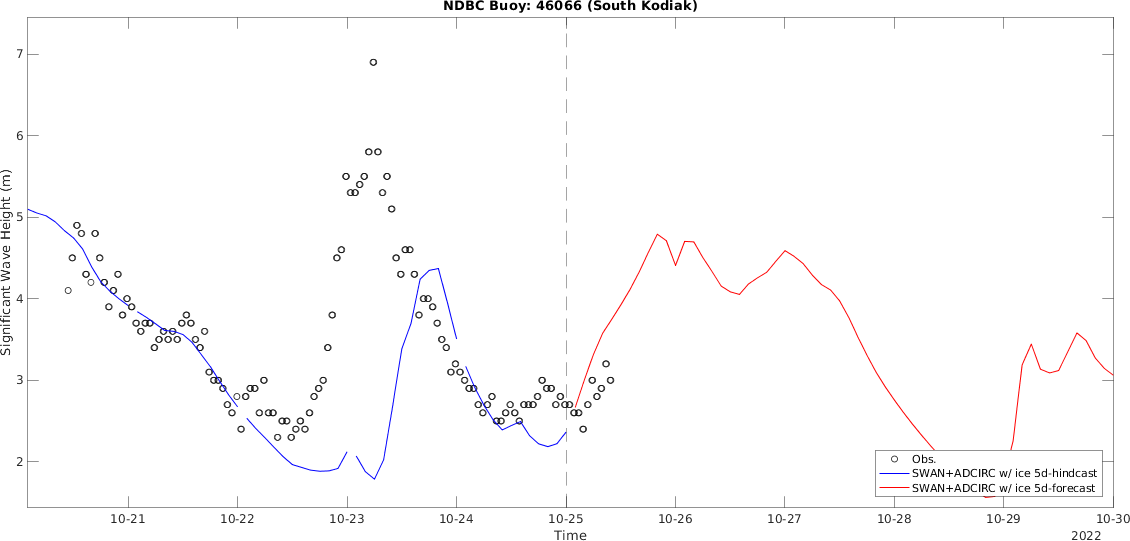 NDBC Buoy: 46066 (South Kodiak)
Significant Wave Height (m)
7
6
5
4
3
2
Obs.
SWAN+ADCIRC w/ ice 5d-hindcast
SWAN+ADCIRC w/ ice 5d-forecast
10-21 10-22 10-23 10-24 10-25 10-26 10-27 10-28 10-29 10-30
Time
2022